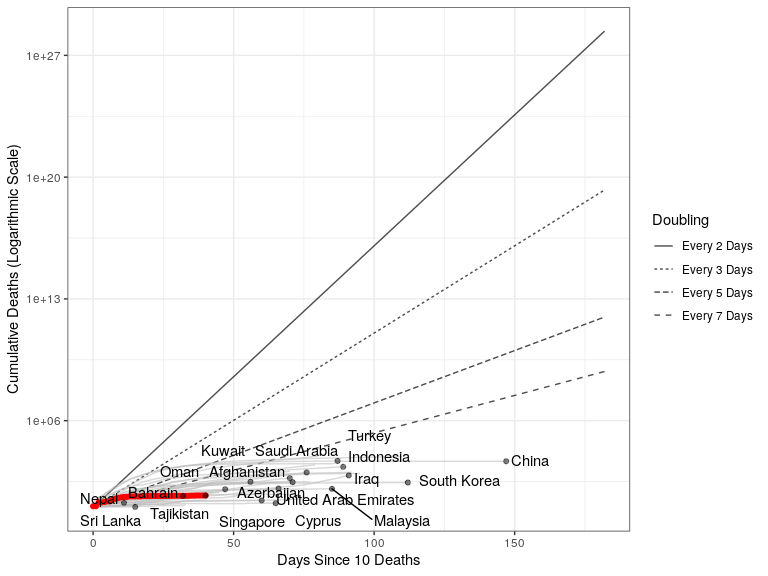 1e+27
1e+20
1e+13
1e+06
Cumulative Deaths (Logarithmic Scale)
Doubling
Every 2 Days
Every 3 Days
Every 5 Days
Every 7 Days
Turkey
Kuwait
Saudi Arabia
Indonesia
China
Oman
Afghanistan
Iraq
South Korea
Nepal
Bahrain
Azerbaijan
United Arab Emirates
Sri Lanka
Tajikistan
Singapore
Cyprus
Malaysia
0
50
100
150
Days Since 10 Deaths